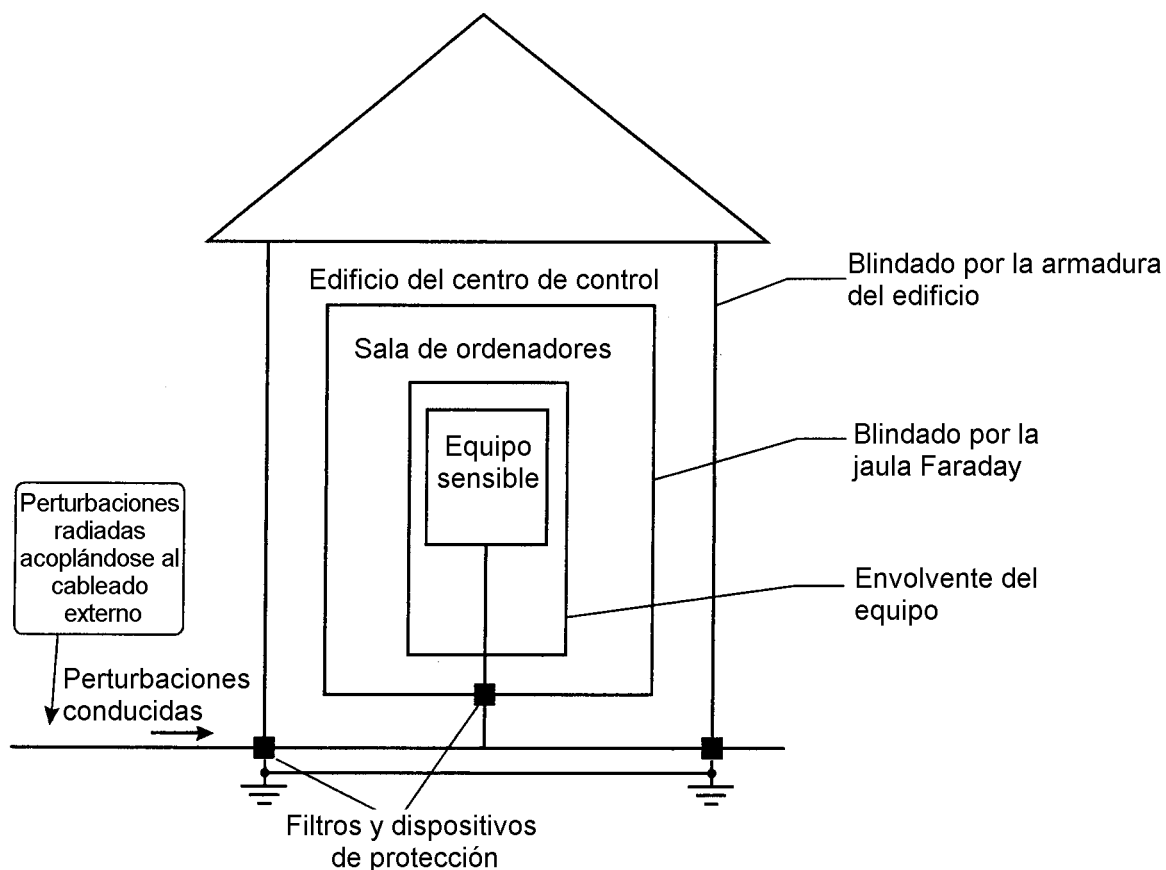 Edificio del centro de control
Sala de ordenadores
Equipo
sensible
Blindado por la armadura
del edificio
Blindado por la
jaula Faraday
Envolvente del
equipo
Perturbaciones
radiadas
acoplándose al
cableado
externo
Perturbaciones
conducidas
Filtros y dispositivos
de protección